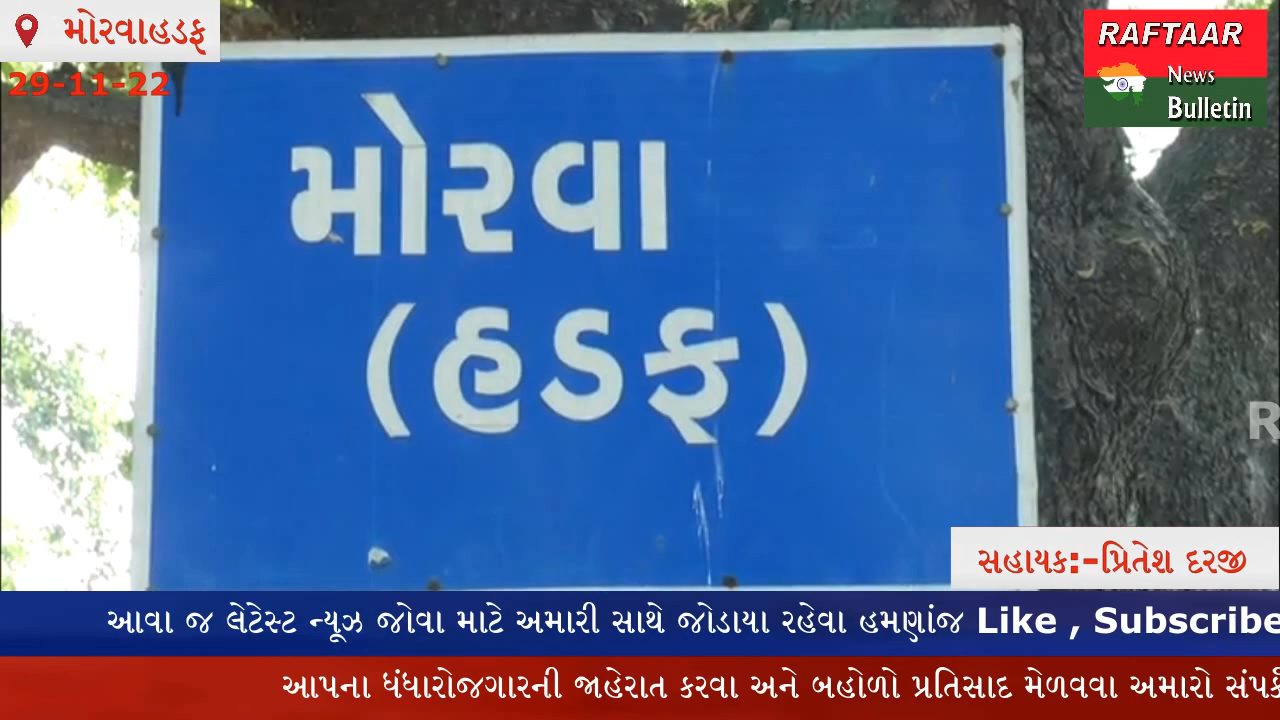 મોરવાહડફ
29-11-22
RAFTAAR
News
Bulletin
મોરવા
(હડફ)
સહાયક:-પ્રિતેશ દરજી
આવા જ લેટેસ્ટ ન્યૂઝ જોવા માટે અમારી સાથે જોડાયા રહેવા હમણાંજ Like , Subscribe
આપના ધંધારોજગારની જાહેરાત કરવા અને બહોળો પ્રતિસાદ મેળવવા અમારો